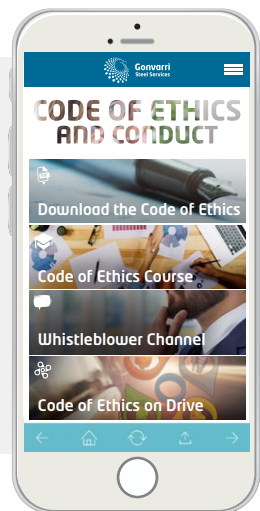 Gonvarri
Steel Services
CODE OF ETHICS
AND CONDUCT
Download the Code of Ethics
Code of Ethics Course
Whistleblower Channel
Code of Ethics on Drive